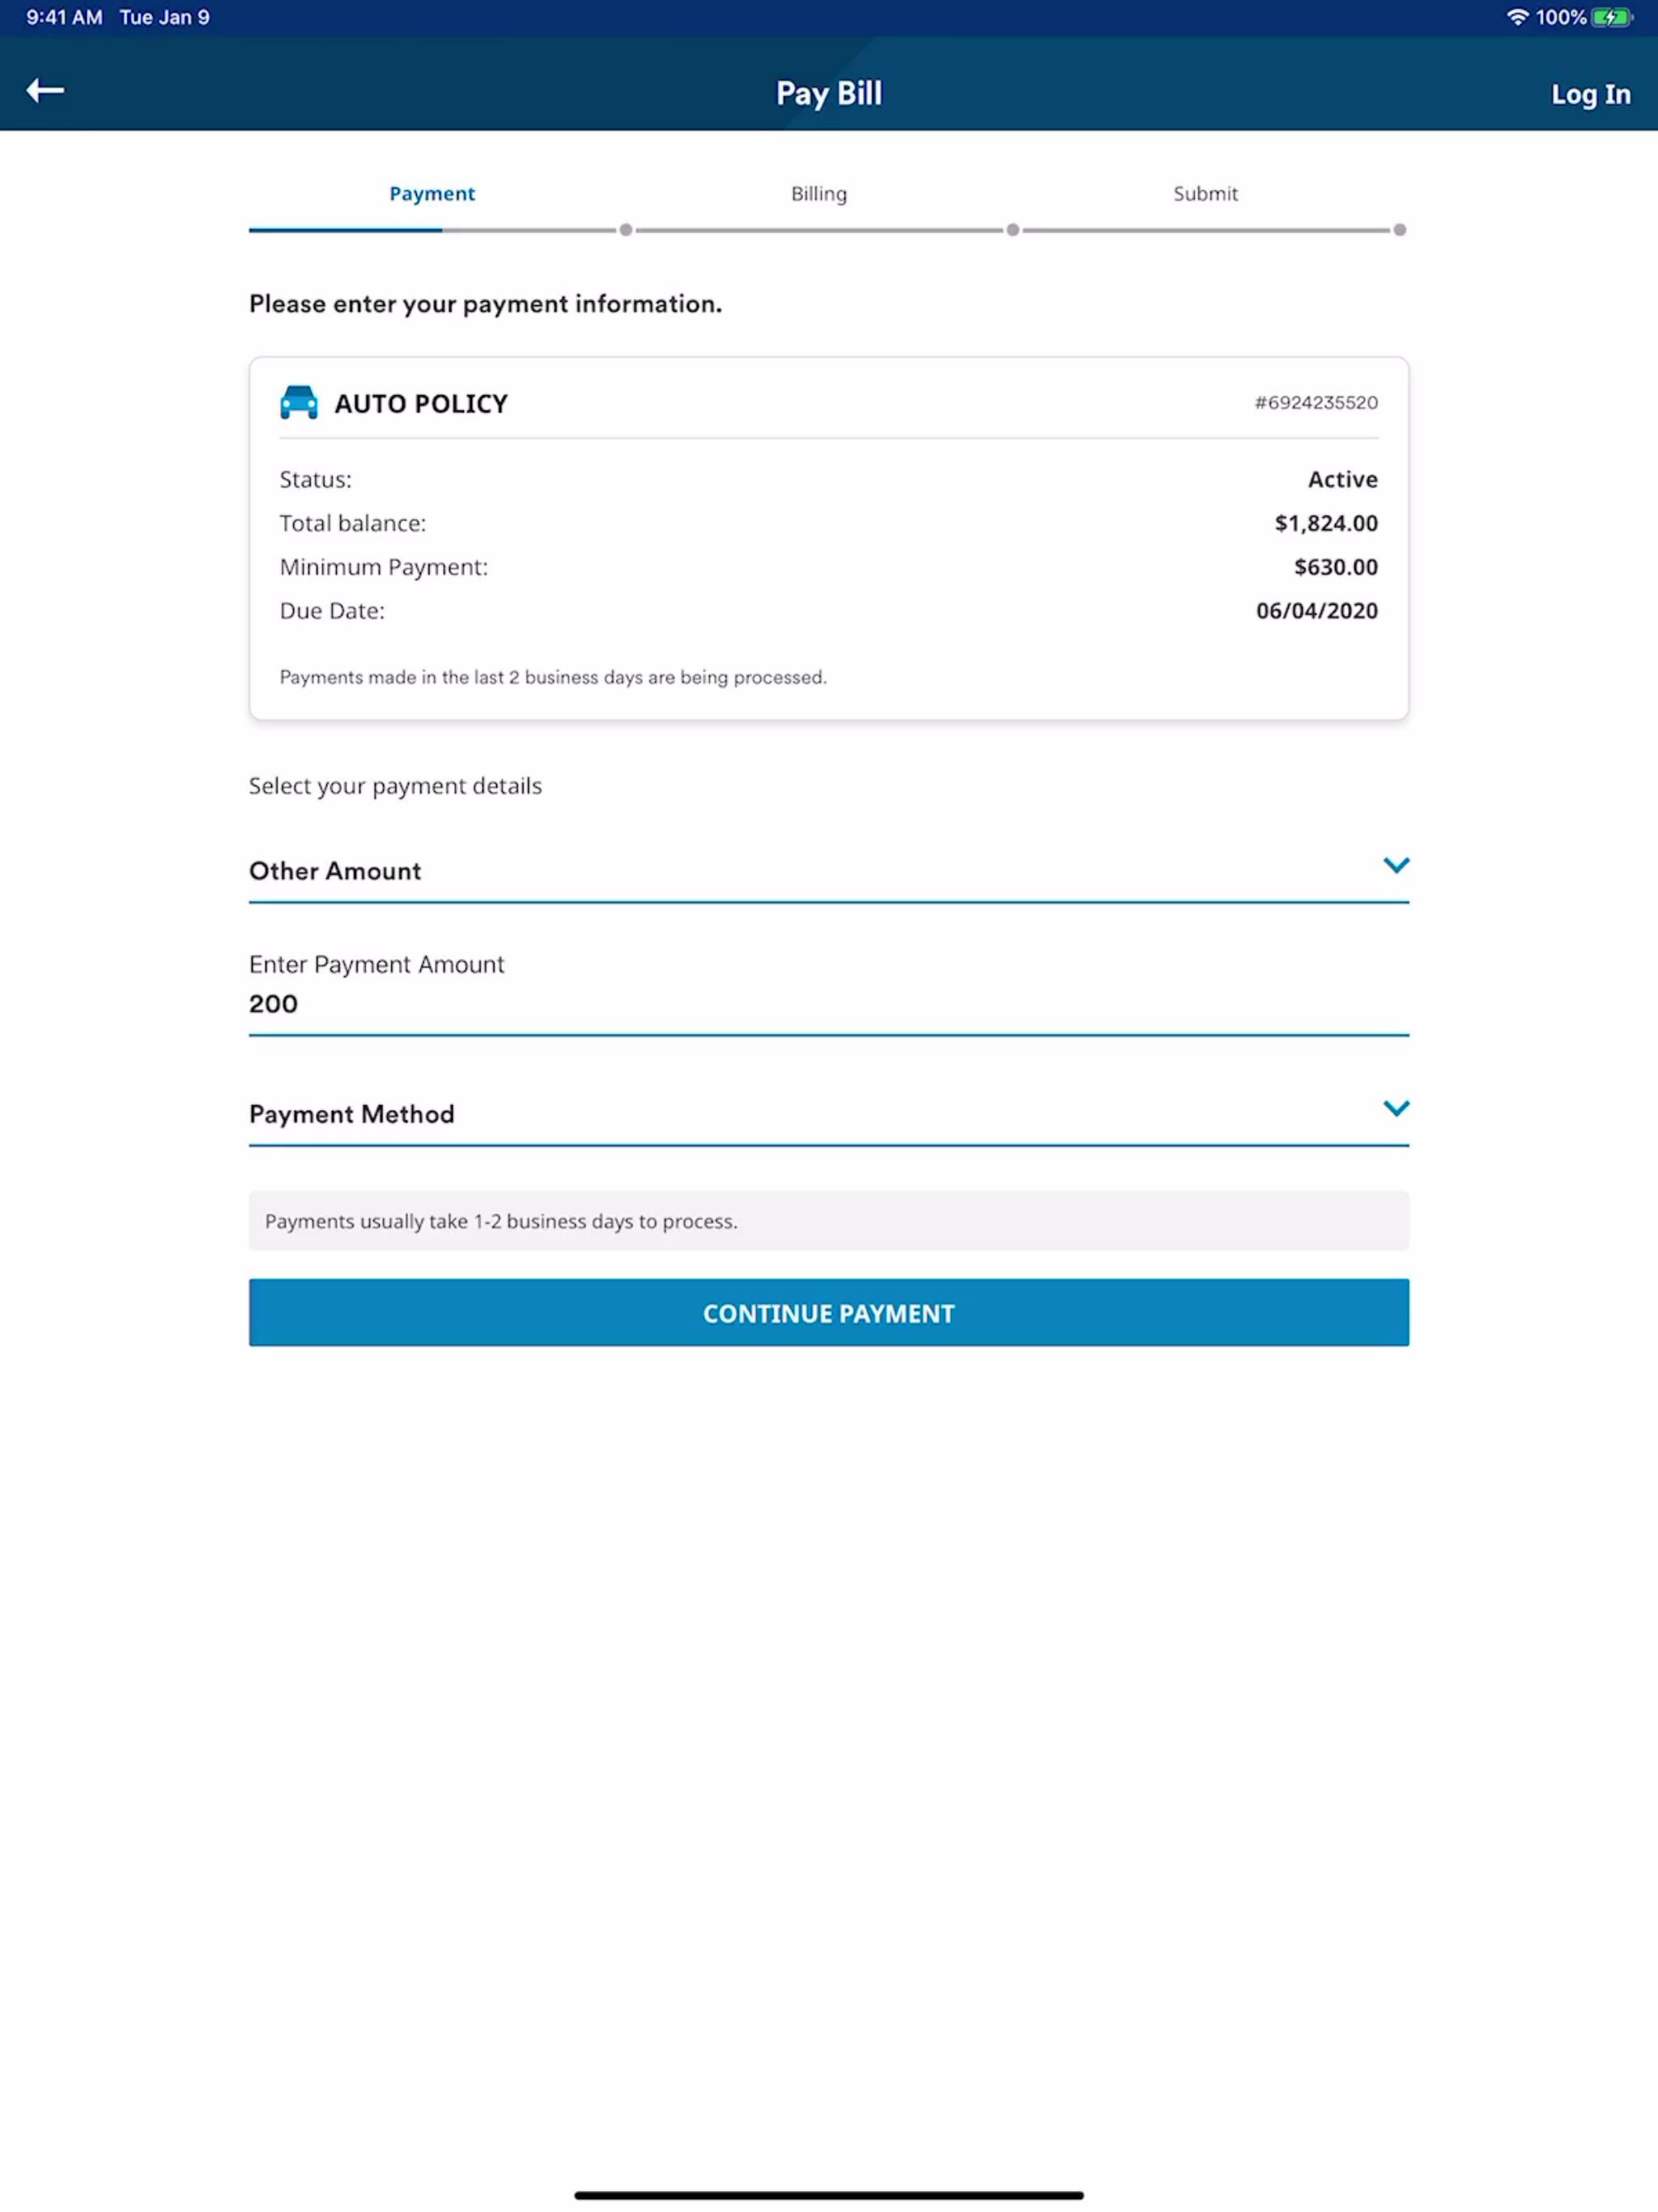 9:41 AM Tue Jan 9 100%
Pay Bill Log In
Payment Billing Submit
Please enter your payment information.
AUTO POLICY #6924235520
Status: Active
Total balance: $1,824.00
Minimum Payment: $630.00
Due Date: 06/04/2020
Payments made in the last 2 business days are being processed.
Select your payment details
Other Amount
Enter Payment Amount
200
Payment Method
Payments usually take 1-2 business days to process.
CONTINUE PAYMENT